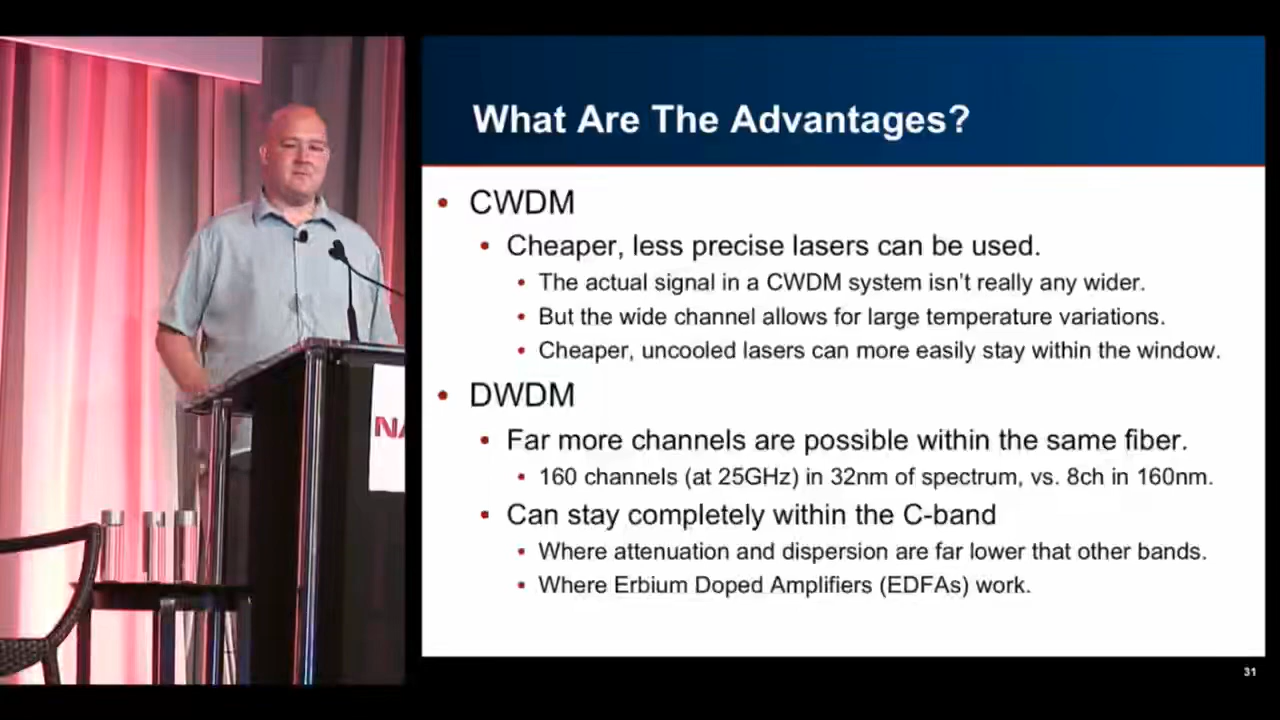 What Are The Advantages?
• CWDM
• Cheaper, less precise lasers can be used.
• The actual signal in a CWDM system isn't really any wider.
• But the wide channel allows for large temperature variations.
• Cheaper, uncooled lasers can more easily stay within the window.
• DWDM
• Far more channels are possible within the same fiber.
• 160 channels (at 25GHz) in 32nm of spectrum, vs. 8ch in 160nm.
• Can stay completely within the C-band
• Where attenuation and dispersion are far lower that other bands.
• Where Erbium Doped Amplifiers (EDFAs) work.
31